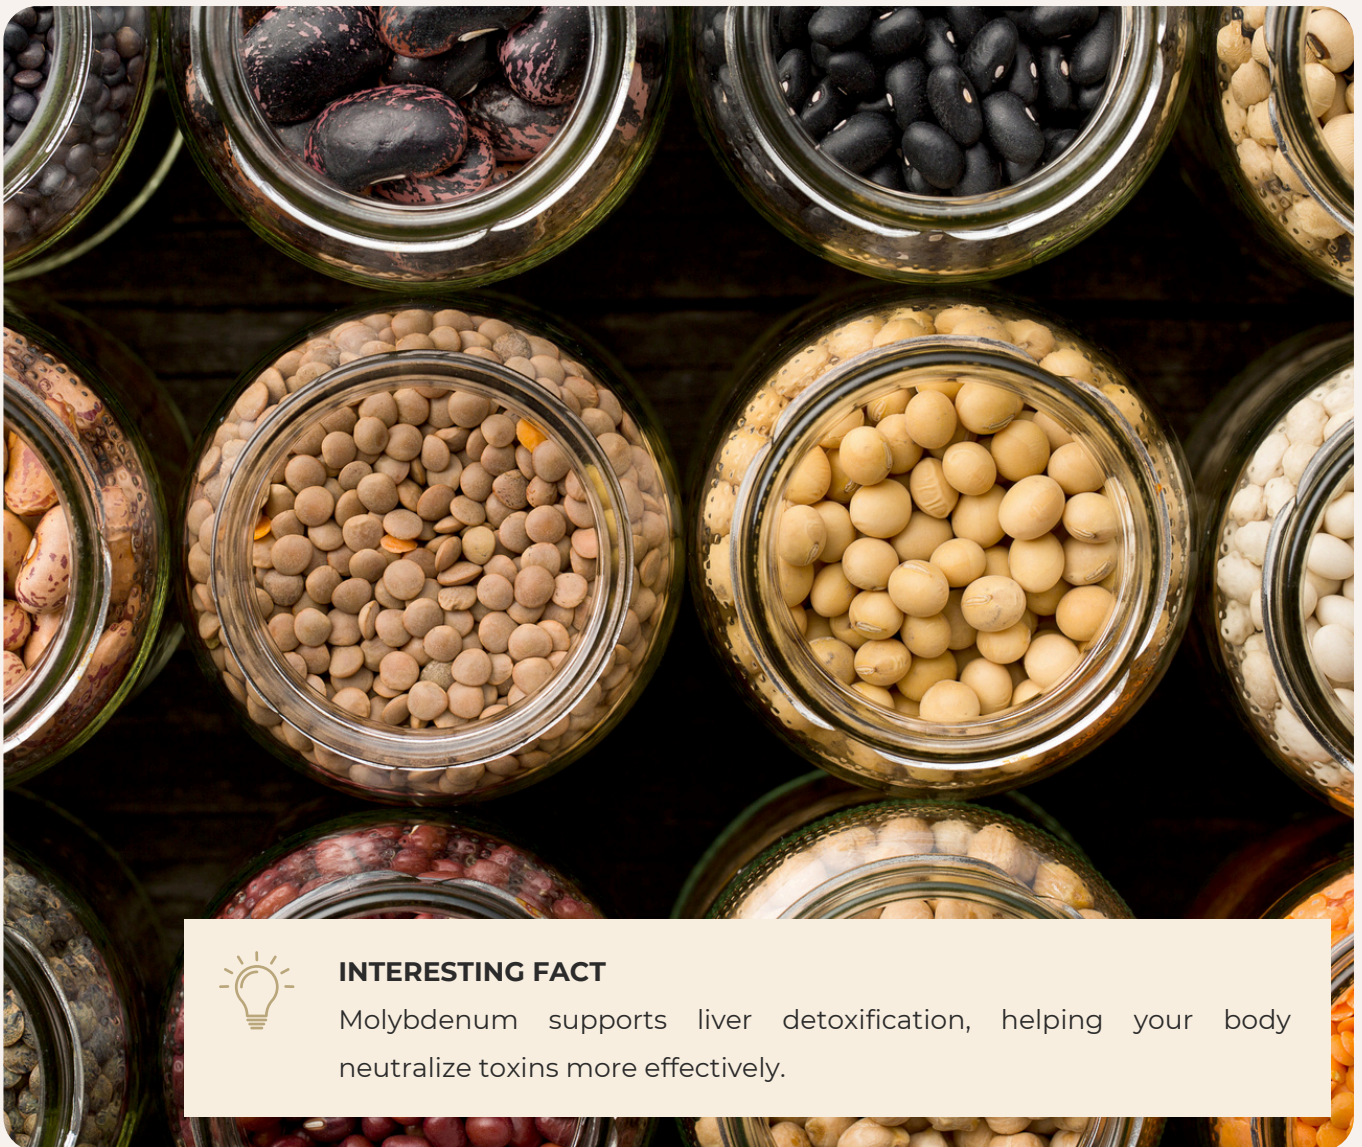 INTERESTING FACT
Molybdenum supports liver detoxification, helping your body
neutralize toxins more effectively.